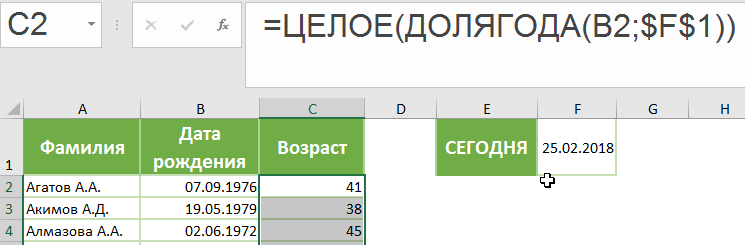 C2 fx =ЦЕЛОЕ(ДОЛЯГОДА(B2;$F$1))
A B C D E F G H
1 Фамилия Дата рождения Возраст СЕГОДНЯ 25.02.2018
2 Агатов А.А. 07.09.1976 41
3 Акимов А.Д. 19.05.1979 38
4 Алмазова А.А. 02.06.1972 45